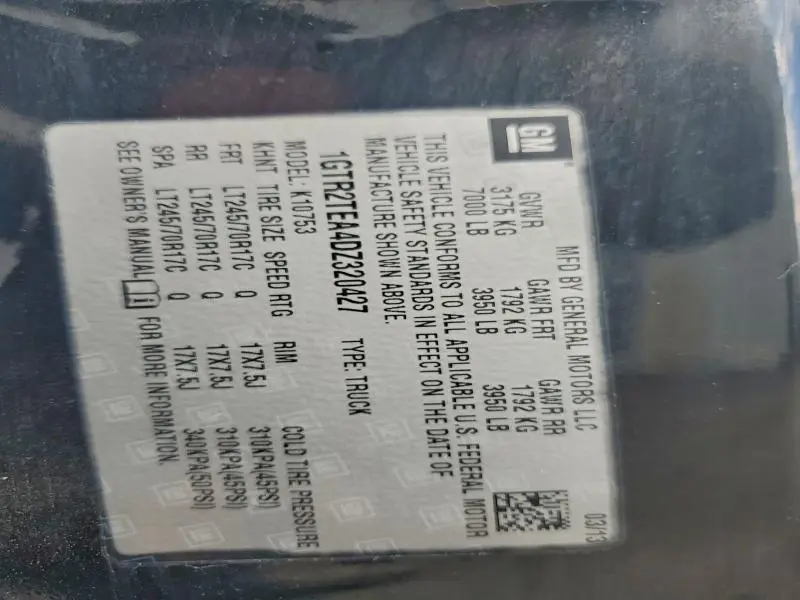 GM
MFD BY GENERAL MOTORS LLC 03/13
GVWR GAWR FRT GAWR RR
3175 KG 1792 KG 1792 KG
7000 LB 3950 LB 3950 LB
THIS VEHICLE CONFORMS TO ALL APPLICABLE U.S. FEDERAL MOTOR
VEHICLE SAFETY STANDARDS IN EFFECT ON THE DATE OF
MANUFACTURE SHOWN ABOVE.
1GTR2TEA4DZ320427 TYPE: TRUCK
MODEL: K10753
KHNT TIRE SIZE SPEED RTG RIM COLD TIRE PRESSURE
FRT LT245/70R17C Q 17X7.5J 310KPA(45PSI)
RR LT245/70R17C Q 17X7.5J 310KPA(45PSI)
SPA LT245/70R17C Q 17X7.5J 340KPA(50PSI)
SEE OWNER'S MANUAL FOR MORE INFORMATION.